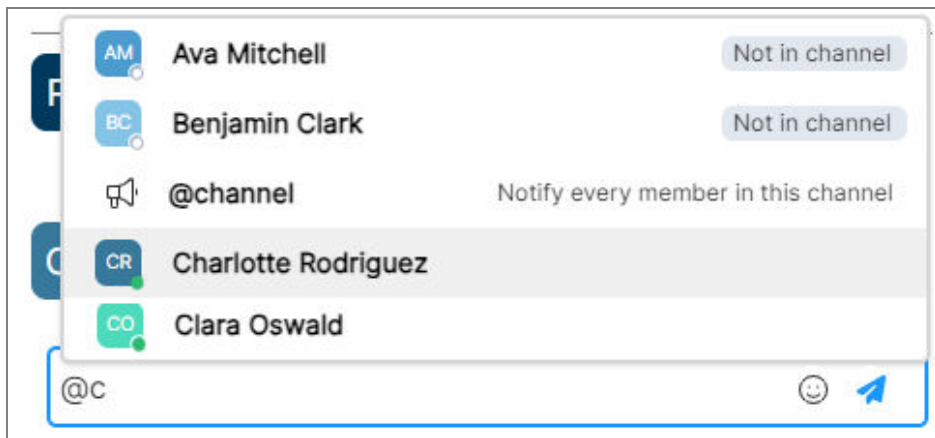 AM Ava Mitchell Not in channel
BC Benjamin Clark Not in channel
@channel Notify every member in this channel
CR Charlotte Rodriguez
CO Clara Oswald
@c